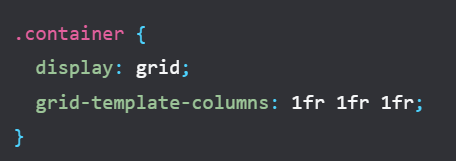 .container {
  display: grid;
  grid-template-columns: 1fr 1fr 1fr;
}